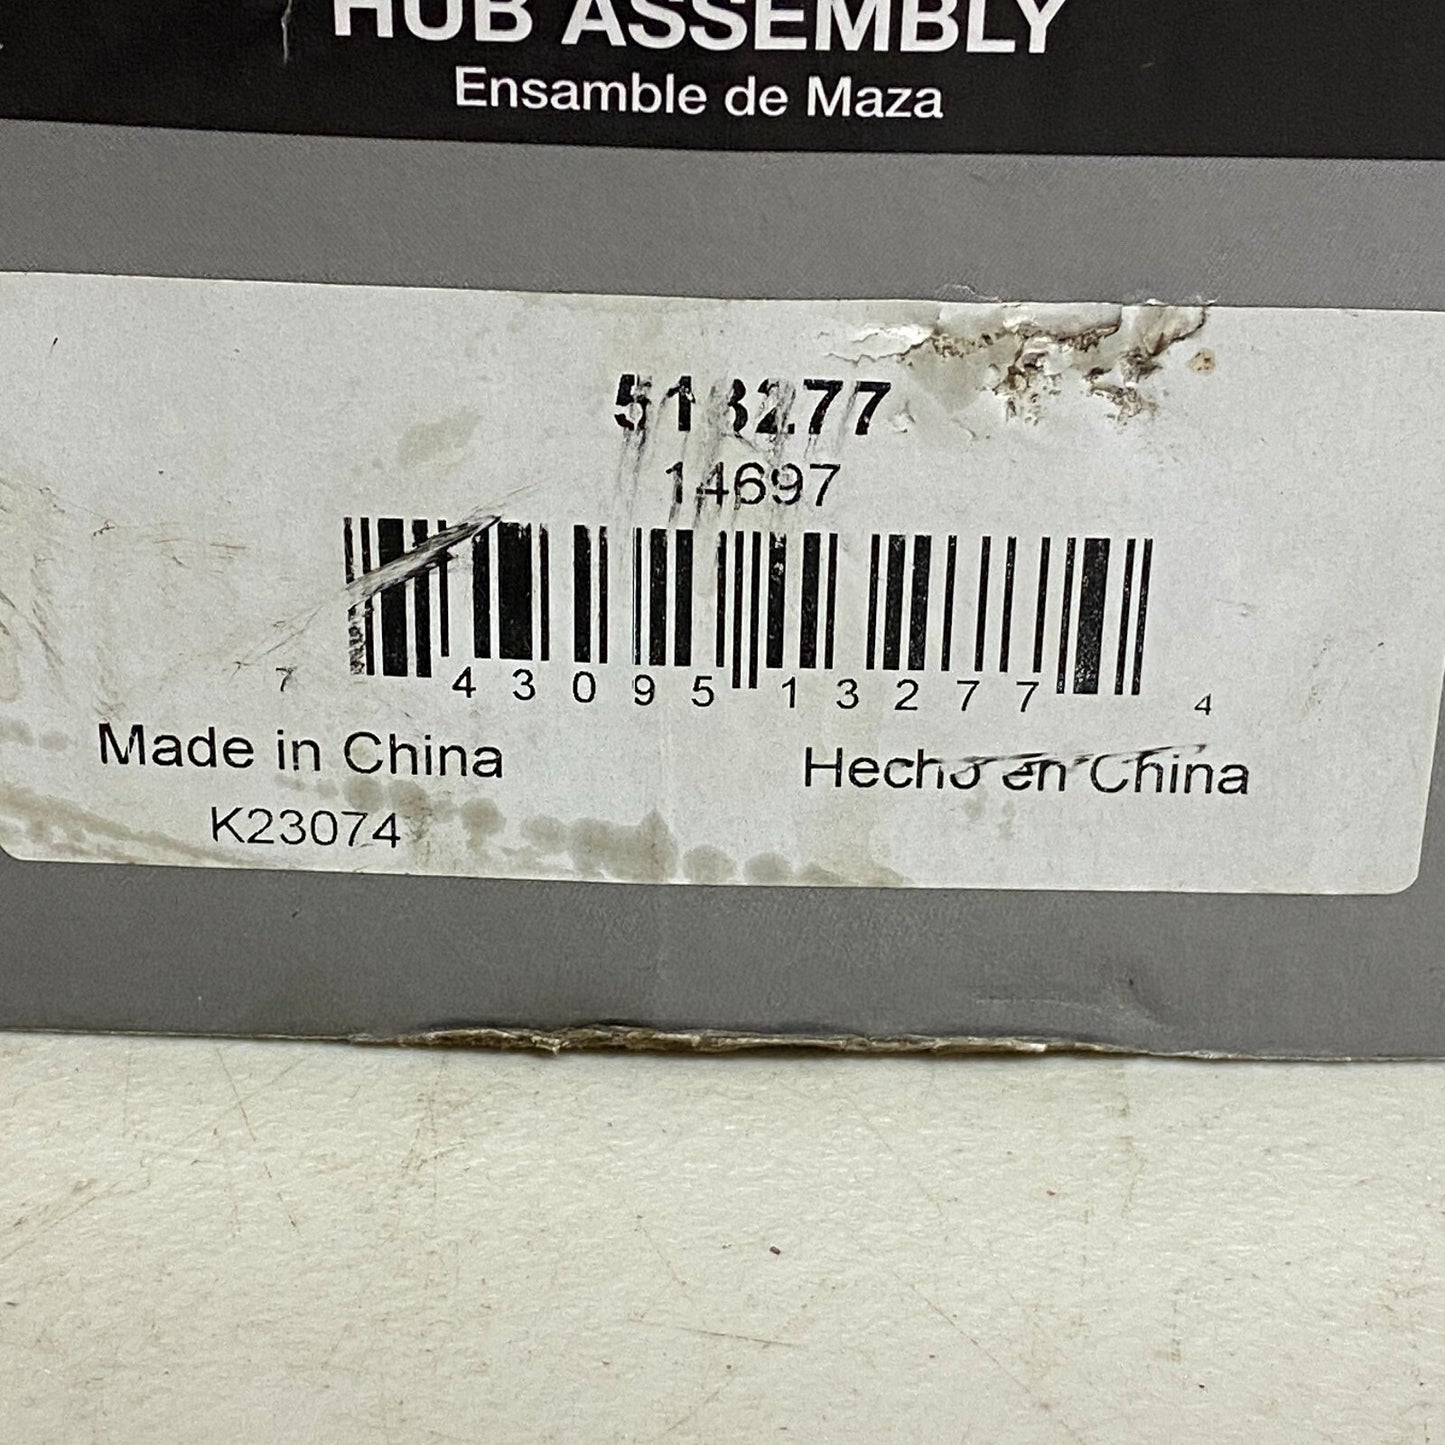 HUB ASSEMBLY
Ensamble de Maza
513277
14697
7 43095 13277 4
Made in China Hecho en China
K23074